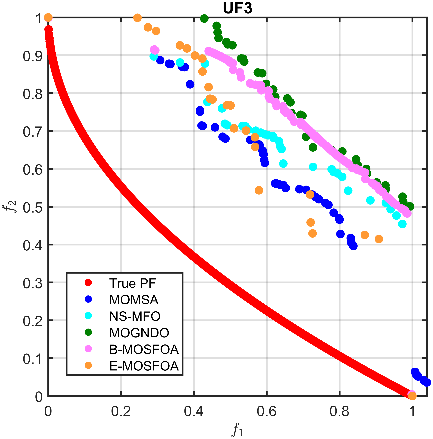 UF3
1
0.9
0.8
0.7
0.6
0.5
0.4
0.3
0.2
0.1
0
f2
True PF
MOMSA
NS-MFO
MOGNDO
B-MOSFOA
E-MOSFOA
0 0.2 0.4 0.6 0.8 1
f1